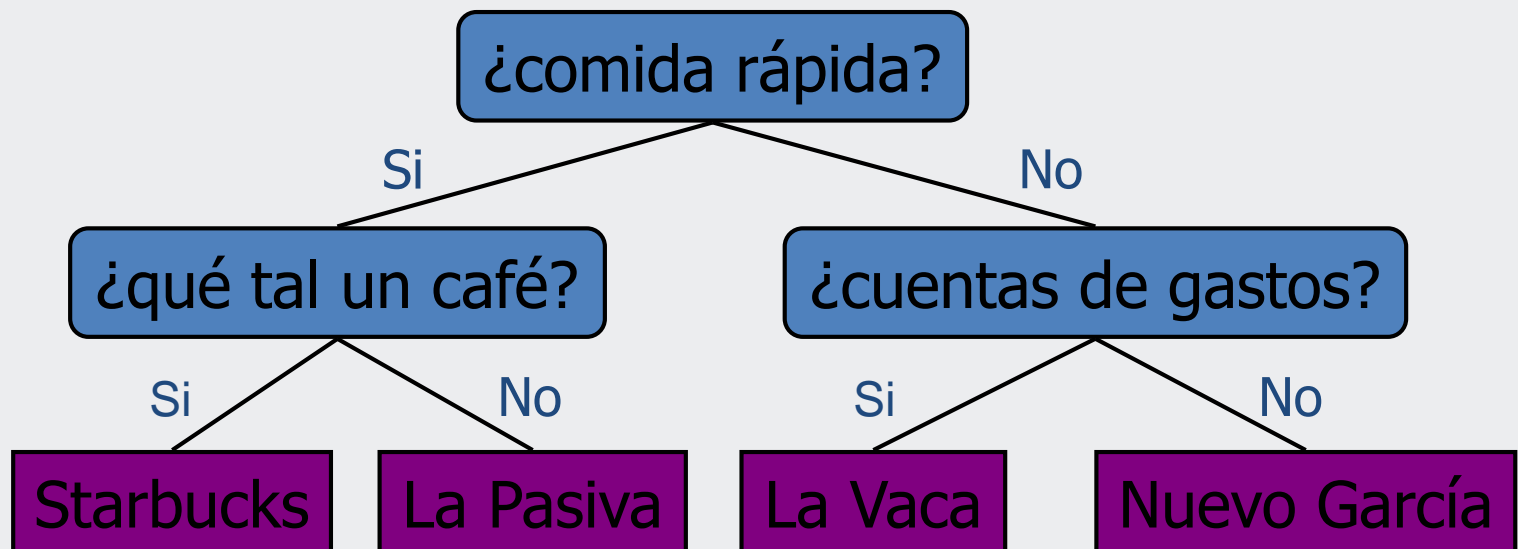 ¿comida rápida?
Si
No
¿qué tal un café?
¿cuentas de gastos?
Si
No
Si
No
Starbucks
La Pasiva
La Vaca
Nuevo García